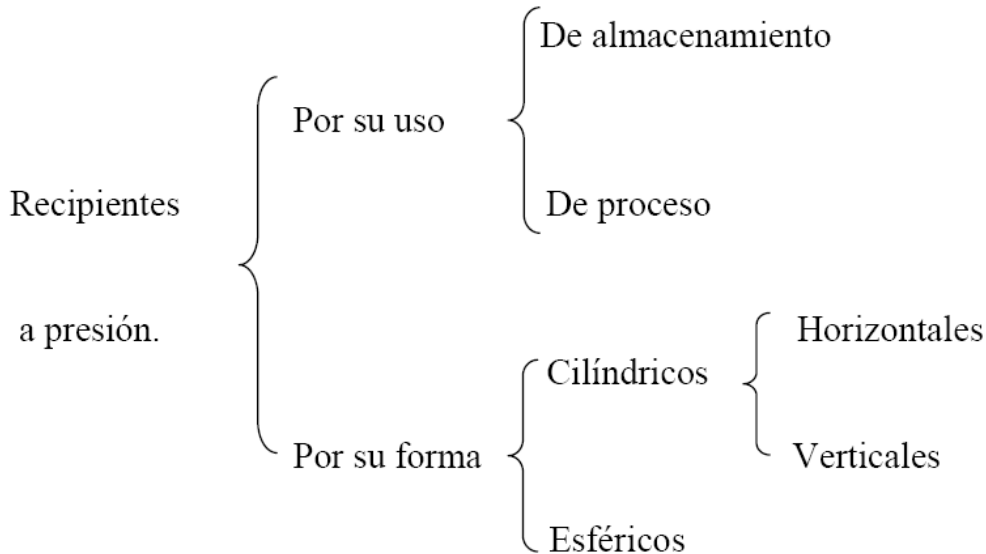 De almacenamiento
Por su uso
Recipientes
De proceso
a presión.
Horizontales
Cilíndricos
Por su forma
Verticales
Esféricos